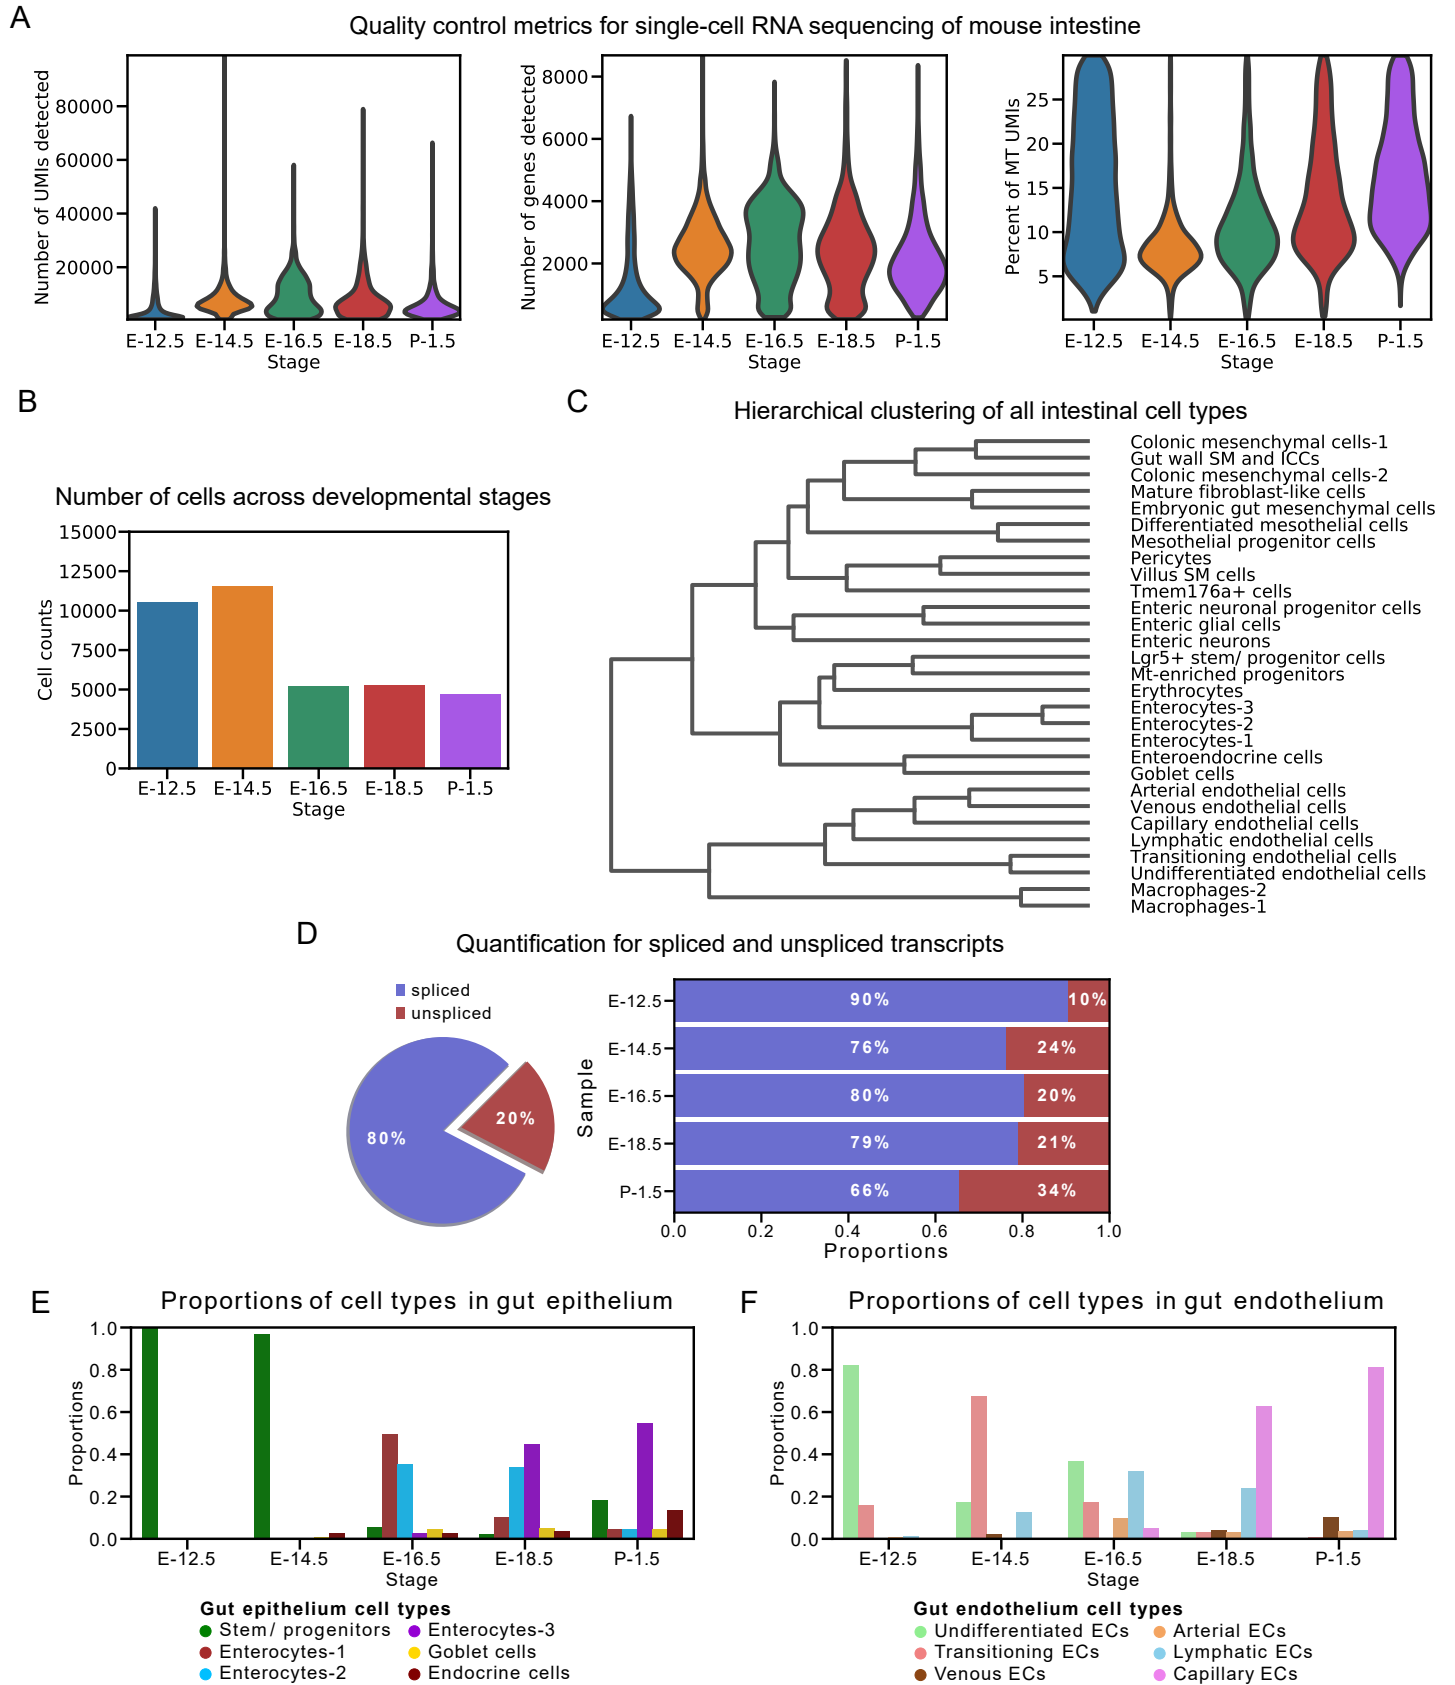 A
Quality control metrics for single-cell RNA sequencing of mouse intestine
Number of UMIs detected
80000
60000
40000
20000
E-12.5 E-14.5 E-16.5 E-18.5 P-1.5
Stage
Number of genes detected
8000
6000
4000
2000
E-12.5 E-14.5 E-16.5 E-18.5 P-1.5
Stage
Percent of MT UMIs
25
20
15
10
5
E-12.5 E-14.5 E-16.5 E-18.5 P-1.5
Stage
B
Number of cells across developmental stages
Cell counts
15000
12500
10000
7500
5000
2500
0
E-12.5 E-14.5 E-16.5 E-18.5 P-1.5
Stage
C
Hierarchical clustering of all intestinal cell types
Colonic mesenchymal cells-1
Gut wall SM and ICCs
Colonic mesenchymal cells-2
Mature fibroblast-like cells
Embryonic gut mesenchymal cells
Differentiated mesothelial cells
Mesothelial progenitor cells
Pericytes
Villus SM cells
Tmem176a+ cells
Enteric neuronal progenitor cells
Enteric glial cells
Enteric neurons
Lgr5+ stem/ progenitor cells
Mt-enriched progenitors
Erythrocytes
Enterocytes-3
Enterocytes-2
Enterocytes-1
Enteroendocrine cells
Goblet cells
Arterial endothelial cells
Venous endothelial cells
Capillary endothelial cells
Lymphatic endothelial cells
Transitioning endothelial cells
Undifferentiated endothelial cells
Macrophages-2
Macrophages-1
D
Quantification for spliced and unspliced transcripts
spliced
unspliced
80%
20%
Sample
E-12.5 90% 10%
E-14.5 76% 24%
E-16.5 80% 20%
E-18.5 79% 21%
P-1.5 66% 34%
0.0 0.2 0.4 0.6 0.8 1.0
Proportions
E
Proportions of cell types in gut epithelium
Proportions
1.0
0.8
0.6
0.4
0.2
0.0
E-12.5 E-14.5 E-16.5 E-18.5 P-1.5
Stage
Gut epithelium cell types
Stem/ progenitors
Enterocytes-1
Enterocytes-2
Enterocytes-3
Goblet cells
Endocrine cells
F
Proportions of cell types in gut endothelium
Proportions
1.0
0.8
0.6
0.4
0.2
0.0
E-12.5 E-14.5 E-16.5 E-18.5 P-1.5
Stage
Gut endothelium cell types
Undifferentiated ECs
Transitioning ECs
Venous ECs
Arterial ECs
Lymphatic ECs
Capillary ECs